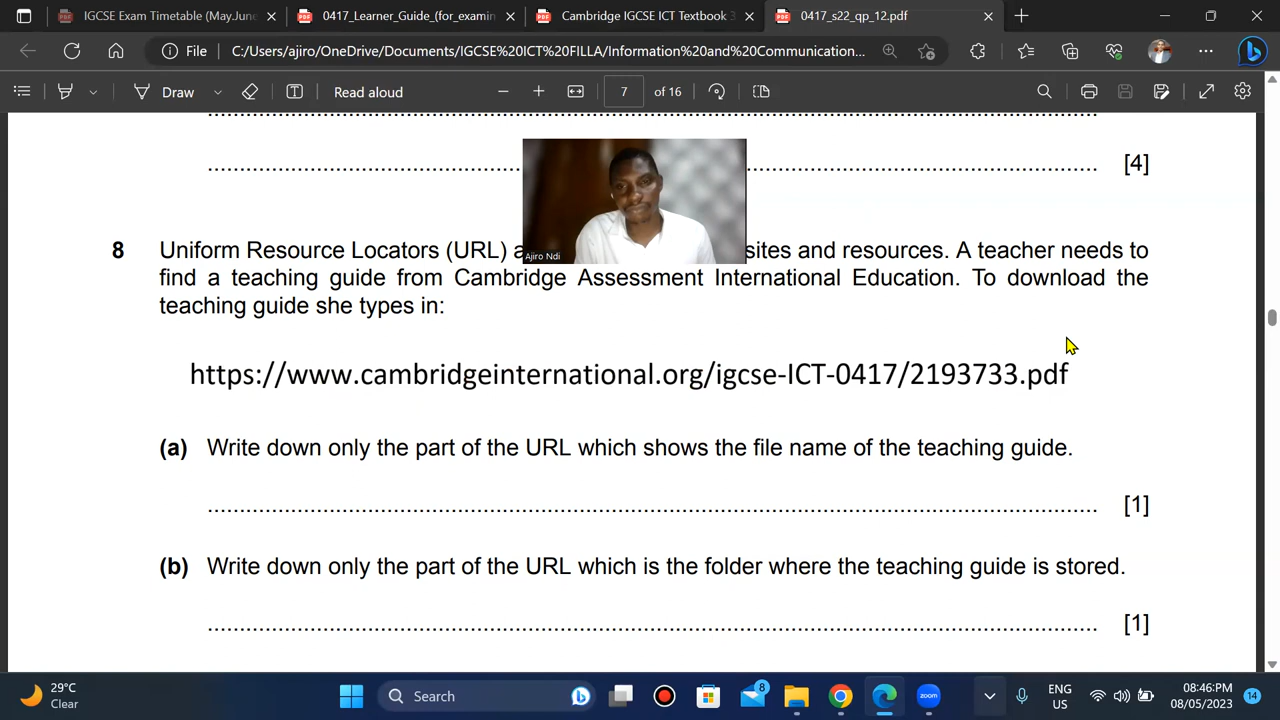 IGCSE Exam Timetable (May.June
0417_Learner_Guide_(for_examin
Cambridge IGCSE ICT Textbook 3
0417_s22_qp_12.pdf
File C:/Users/ajiro/OneDrive/Documents/IGCSE%20ICT%20FILLA/Information%20and%20Communication...
Draw Read aloud 7 of 16
[4]
Ajiro Ndi
8 Uniform Resource Locators (URL) a sites and resources. A teacher needs to
find a teaching guide from Cambridge Assessment International Education. To download the
teaching guide she types in:
https://www.cambridgeinternational.org/igcse-ICT-0417/2193733.pdf
(a) Write down only the part of the URL which shows the file name of the teaching guide.
[1]
(b) Write down only the part of the URL which is the folder where the teaching guide is stored.
[1]
29°C
Clear
Search
8
ENG
US
08:46:PM
08/05/2023
14